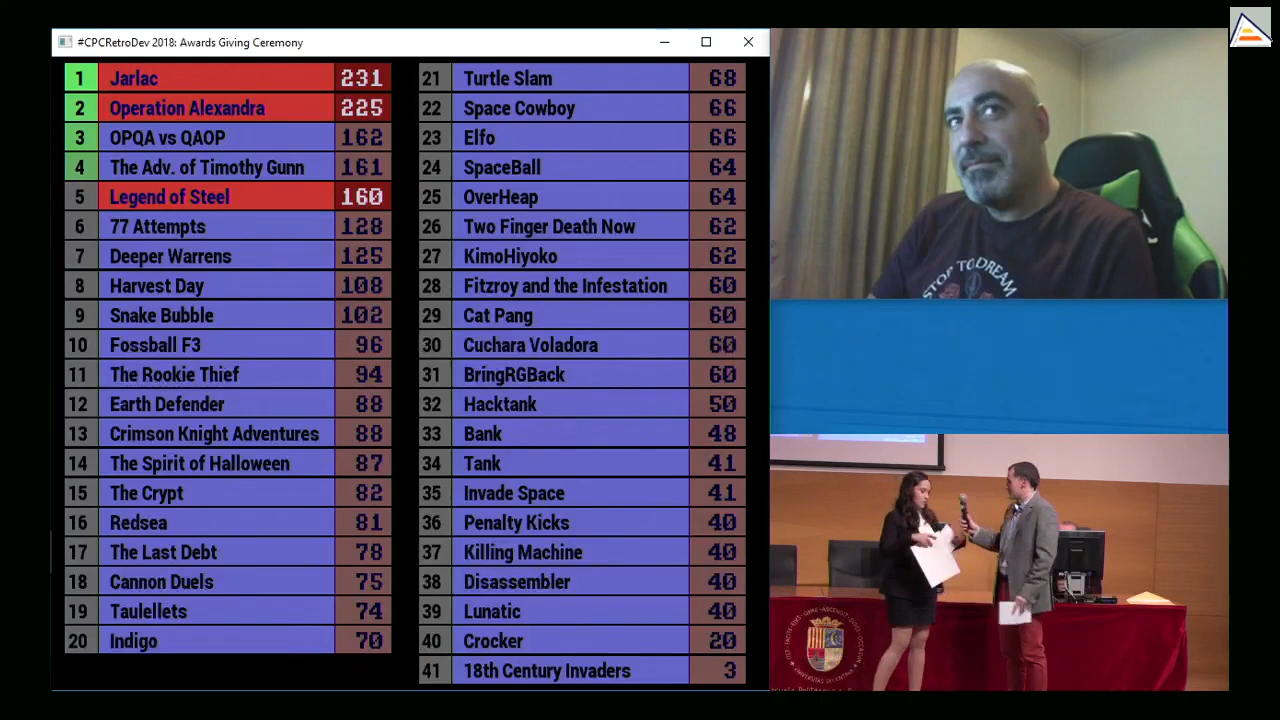 #CPCRetroDev 2018: Awards Giving Ceremony
1 Jarlac 231
2 Operation Alexandra 225
3 OPQA vs QAOP 162
4 The Adv. of Timothy Gunn 161
5 Legend of Steel 160
6 77 Attempts 128
7 Deeper Warrens 125
8 Harvest Day 108
9 Snake Bubble 102
10 Fossball F3 96
11 The Rookie Thief 94
12 Earth Defender 88
13 Crimson Knight Adventures 88
14 The Spirit of Halloween 87
15 The Crypt 82
16 Redsea 81
17 The Last Debt 78
18 Cannon Duels 75
19 Taulellets 74
20 Indigo 70
21 Turtle Slam 68
22 Space Cowboy 66
23 Elfo 66
24 SpaceBall 64
25 OverHeap 64
26 Two Finger Death Now 62
27 KimoHiyoko 62
28 Fitzroy and the Infestation 60
29 Cat Pang 60
30 Cuchara Voladora 60
31 BringRGBack 60
32 Hacktank 50
33 Bank 48
34 Tank 41
35 Invade Space 41
36 Penalty Kicks 40
37 Killing Machine 40
38 Disassembler 40
39 Lunatic 40
40 Crocker 20
41 18th Century Invaders 3
STOP TO DREAM